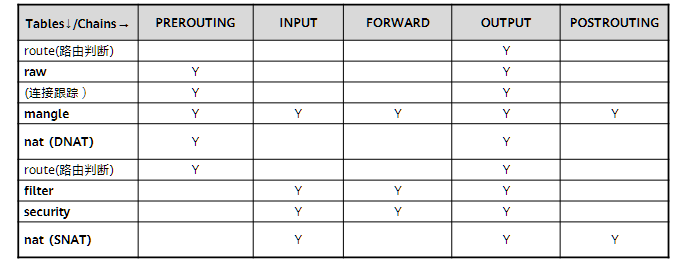 Tables↓/Chains→ PREROUTING INPUT FORWARD OUTPUT POSTROUTING
route(路由判断) Y
raw Y Y
(连接跟踪 ) Y Y
mangle Y Y Y Y Y
nat (DNAT) Y Y
route(路由判断) Y Y
filter Y Y Y
security Y Y Y
nat (SNAT) Y Y Y